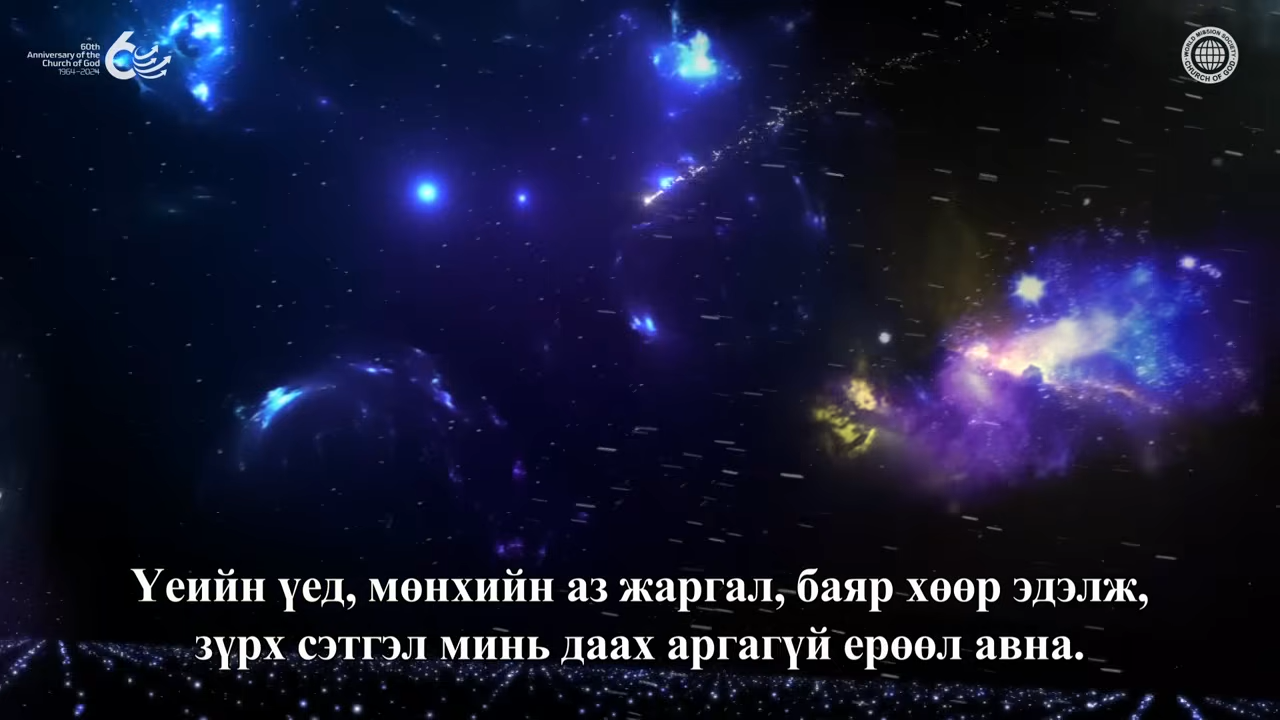 60th
Anniversary of the
Church of God
1964-2024
60
WORLD MISSION SOCIETY
CHURCH OF GOD
Үеийн үед, мөнхийн аз жаргал, баяр хөөр эдэлж,
зүрх сэтгэл минь даах аргагүй ерөөл авна.